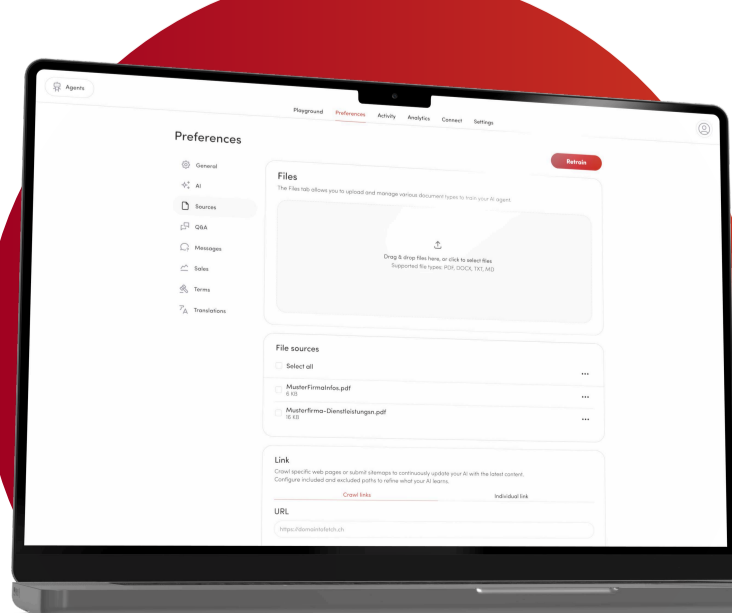 Agents
Playground Preferences Activity Analytics Connect Settings
Preferences
Retrain
General
AI
Sources
Q&A
Messages
Sales
Terms
Translations
Files
The Files tab allows you to upload and manage various document types to train your AI agent.
Drag & drop files here, or click to select files
Supported file types: PDF, DOCX, TXT, MD
File sources
Select all
MusterFirmaInfos.pdf
6 KB
Musterfirma-Dienstleistungsn.pdf
16 KB
Link
Crawl specific web pages or submit sitemaps to continuously update your AI with the latest content.
Configure included and excluded paths to refine what your AI learns.
Crawl links Individual link
URL
https://domaintofetch.ch